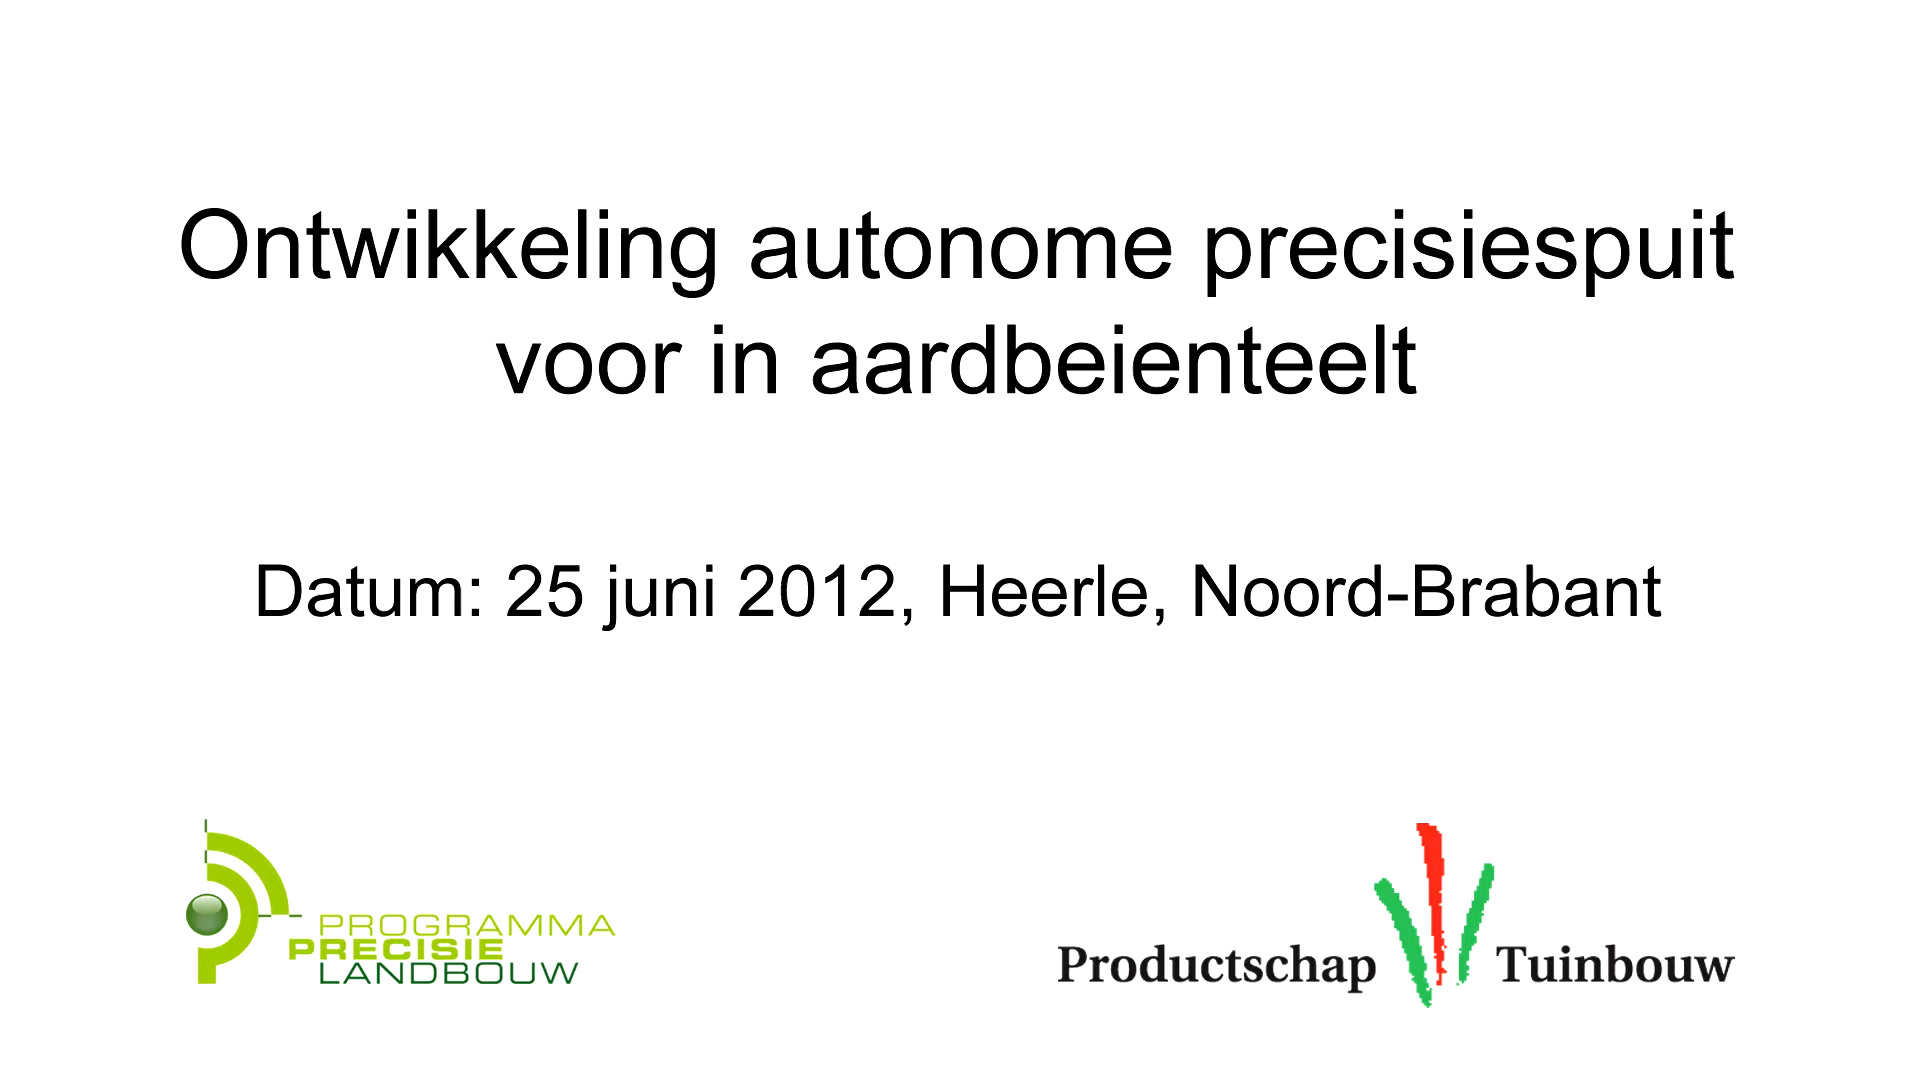 Ontwikkeling autonome precisiespuit
voor in aardbeienteelt
Datum: 25 juni 2012, Heerle, Noord-Brabant
PROGRAMMA
PRECISIE
LANDBOUW
Productschap Tuinbouw